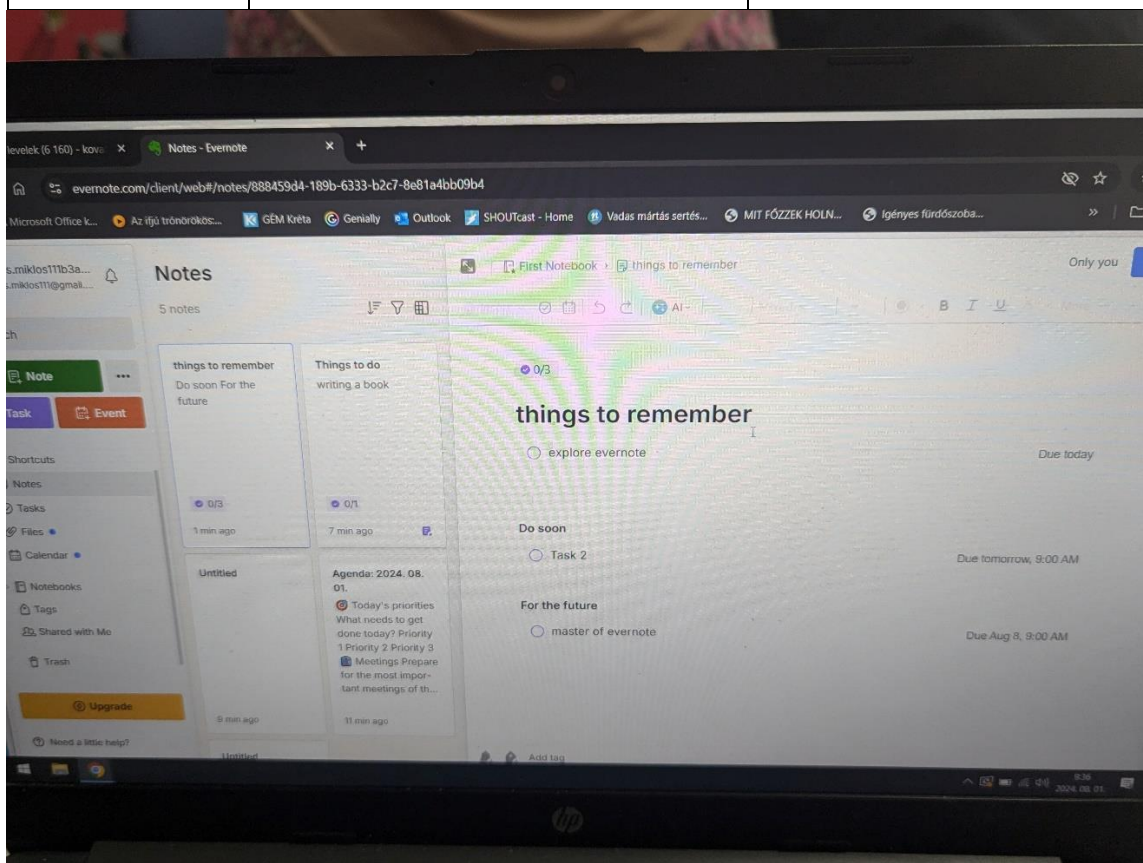 levelek (6 160) - kova
Notes - Evernote
evernote.com/client/web#/notes/888459d4-189b-6333-b2c7-8e81a4bb09b4
Microsoft Office k...
Az ifjú trónörökös:...
GÉM Kréta
Genially
Outlook
SHOUTcast - Home
Vadas mártás sertés...
MIT FŐZZEK HOLN...
Igényes fürdőszoba...
s.miklos111b3a...
s.miklos111@gmail....
ch
Note
Task
Event
Shortcuts
Notes
Tasks
Files
Calendar
Notebooks
Tags
Shared with Me
Trash
Upgrade
Need a little help?
Notes
5 notes
things to remember
Do soon For the
future
0/3
1 min ago
Things to do
writing a book
0/1
7 min ago
Untitled
9 min ago
Agenda: 2024. 08.
01.
Today's priorities
What needs to get
done today? Priority
1 Priority 2 Priority 3
Meetings Prepare
for the most impor-
tant meetings of th...
11 min ago
Untitled
First Notebook > things to remember
Only you
AI
B I U
0/3
things to remember
explore evernote
Due today
Do soon
Task 2
Due tomorrow, 9:00 AM
For the future
master of evernote
Due Aug 8, 9:00 AM
Add tag
9:36
2024. 08. 01.
hp